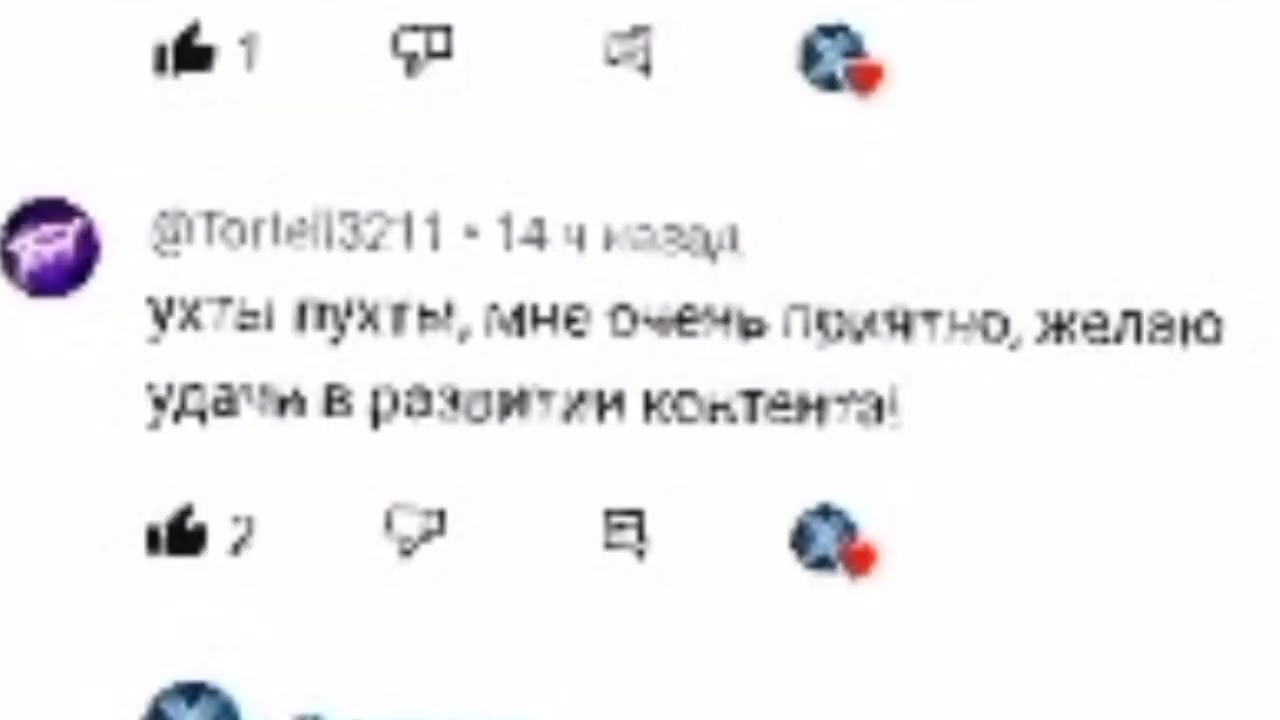 1
@Tortell3211 • 14 ч назад
ухты пухты, мне очень приятно, желаю
удачи в развитии контента!
2